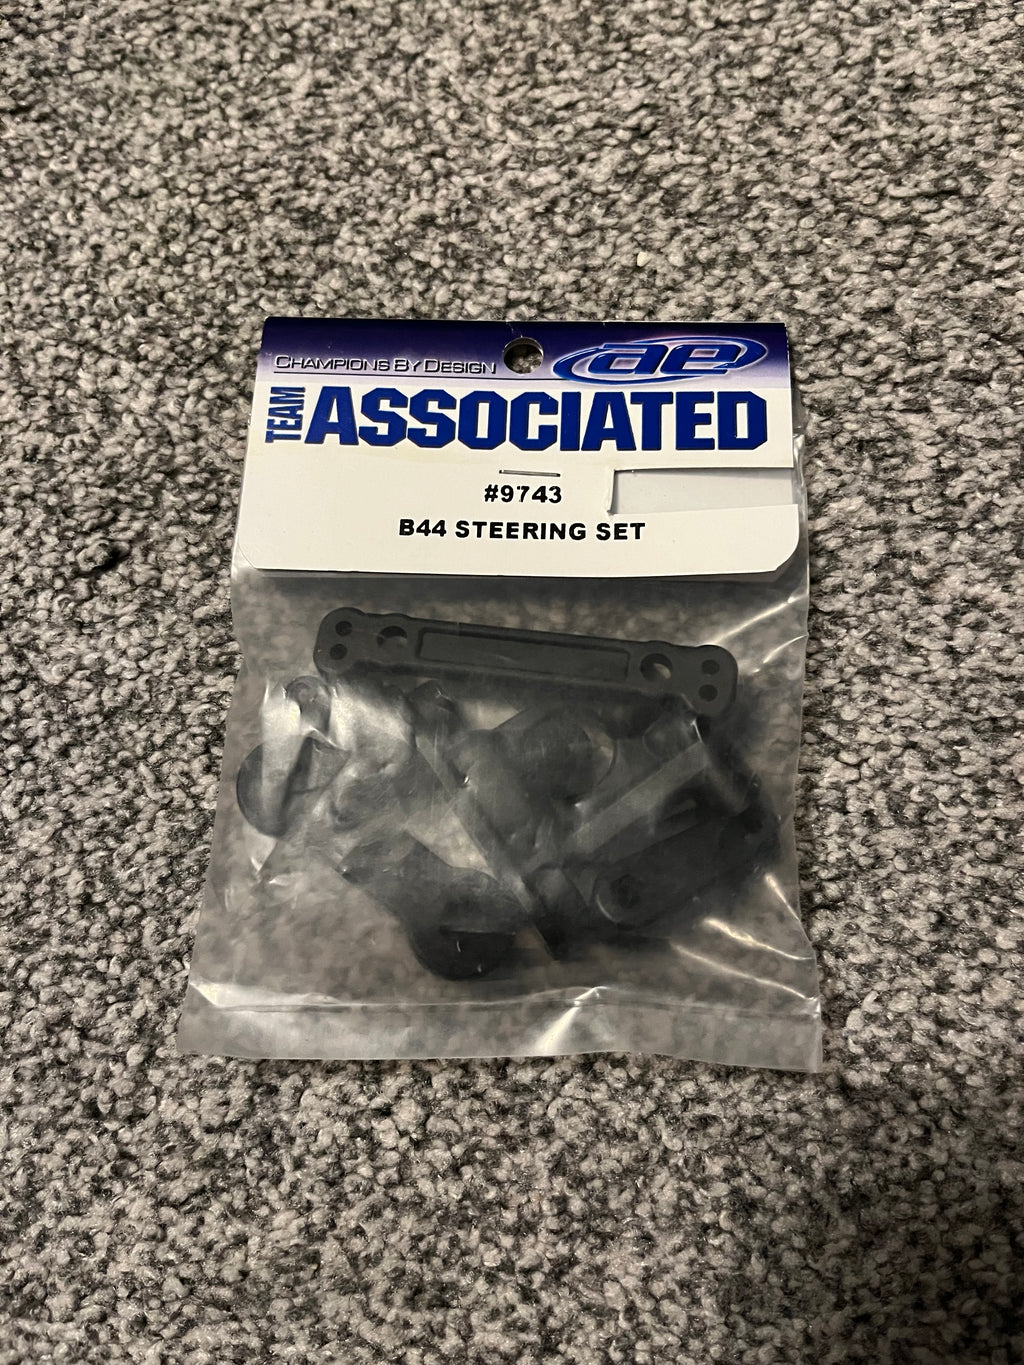 CHAMPIONS BY DESIGN
ae
TEAM
ASSOCIATED
#9743
B44 STEERING SET